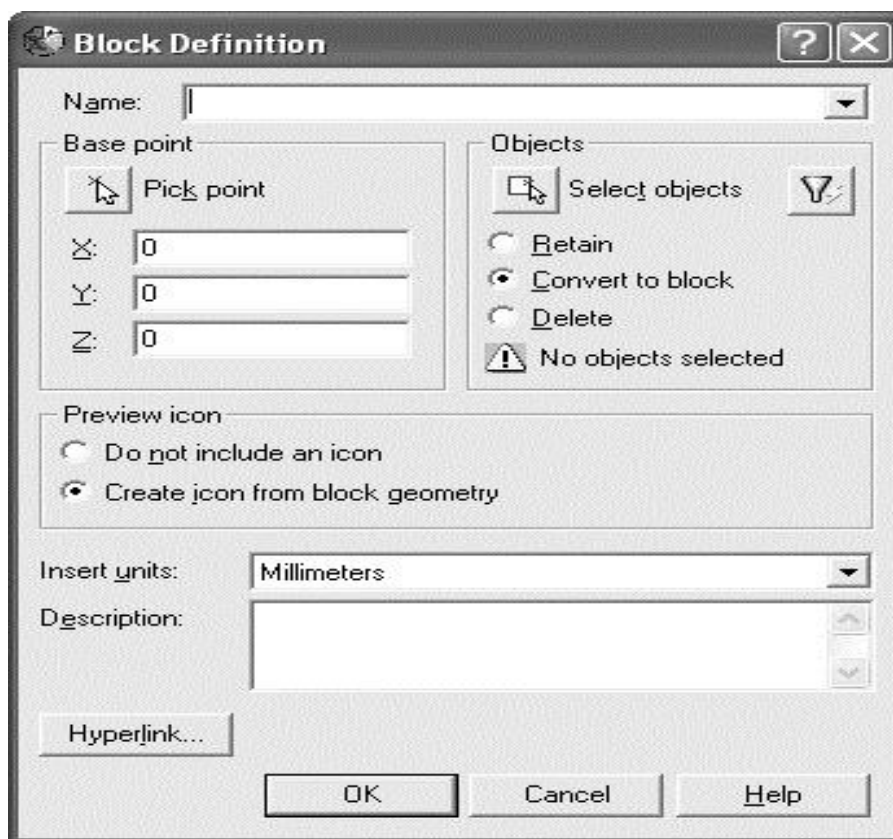 Block Definition
Name:
Base point
Pick point
X: 0
Y: 0
Z: 0
Objects
Select objects
Retain
Convert to block
Delete
No objects selected
Preview icon
Do not include an icon
Create icon from block geometry
Insert units: Millimeters
Description:
Hyperlink...
OK Cancel Help